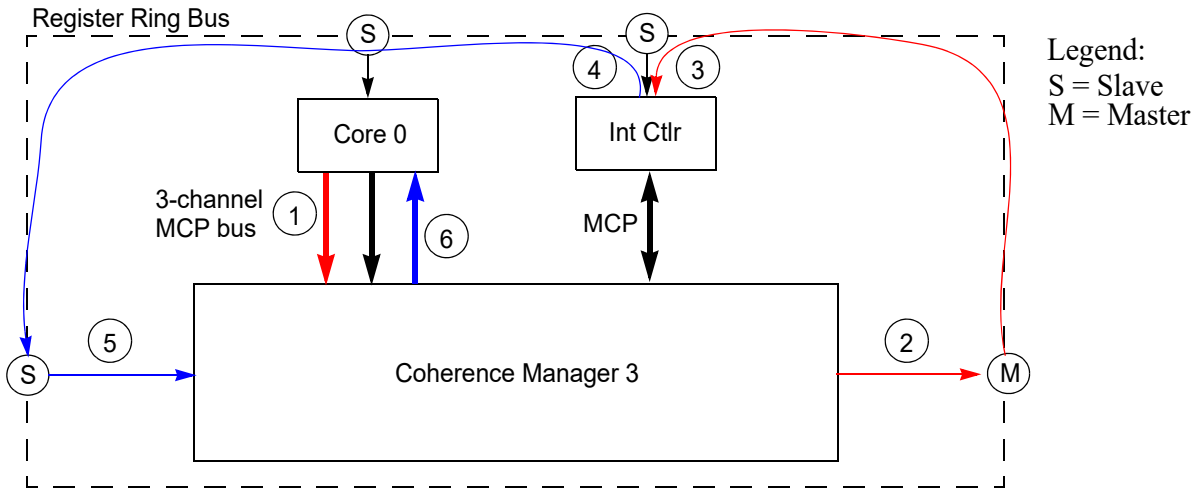 Register Ring Bus
S
S
Legend:
S = Slave
M = Master
4
3
Core 0
Int Ctlr
3-channel
MCP bus
1
6
MCP
5
2
S
Coherence Manager 3
M